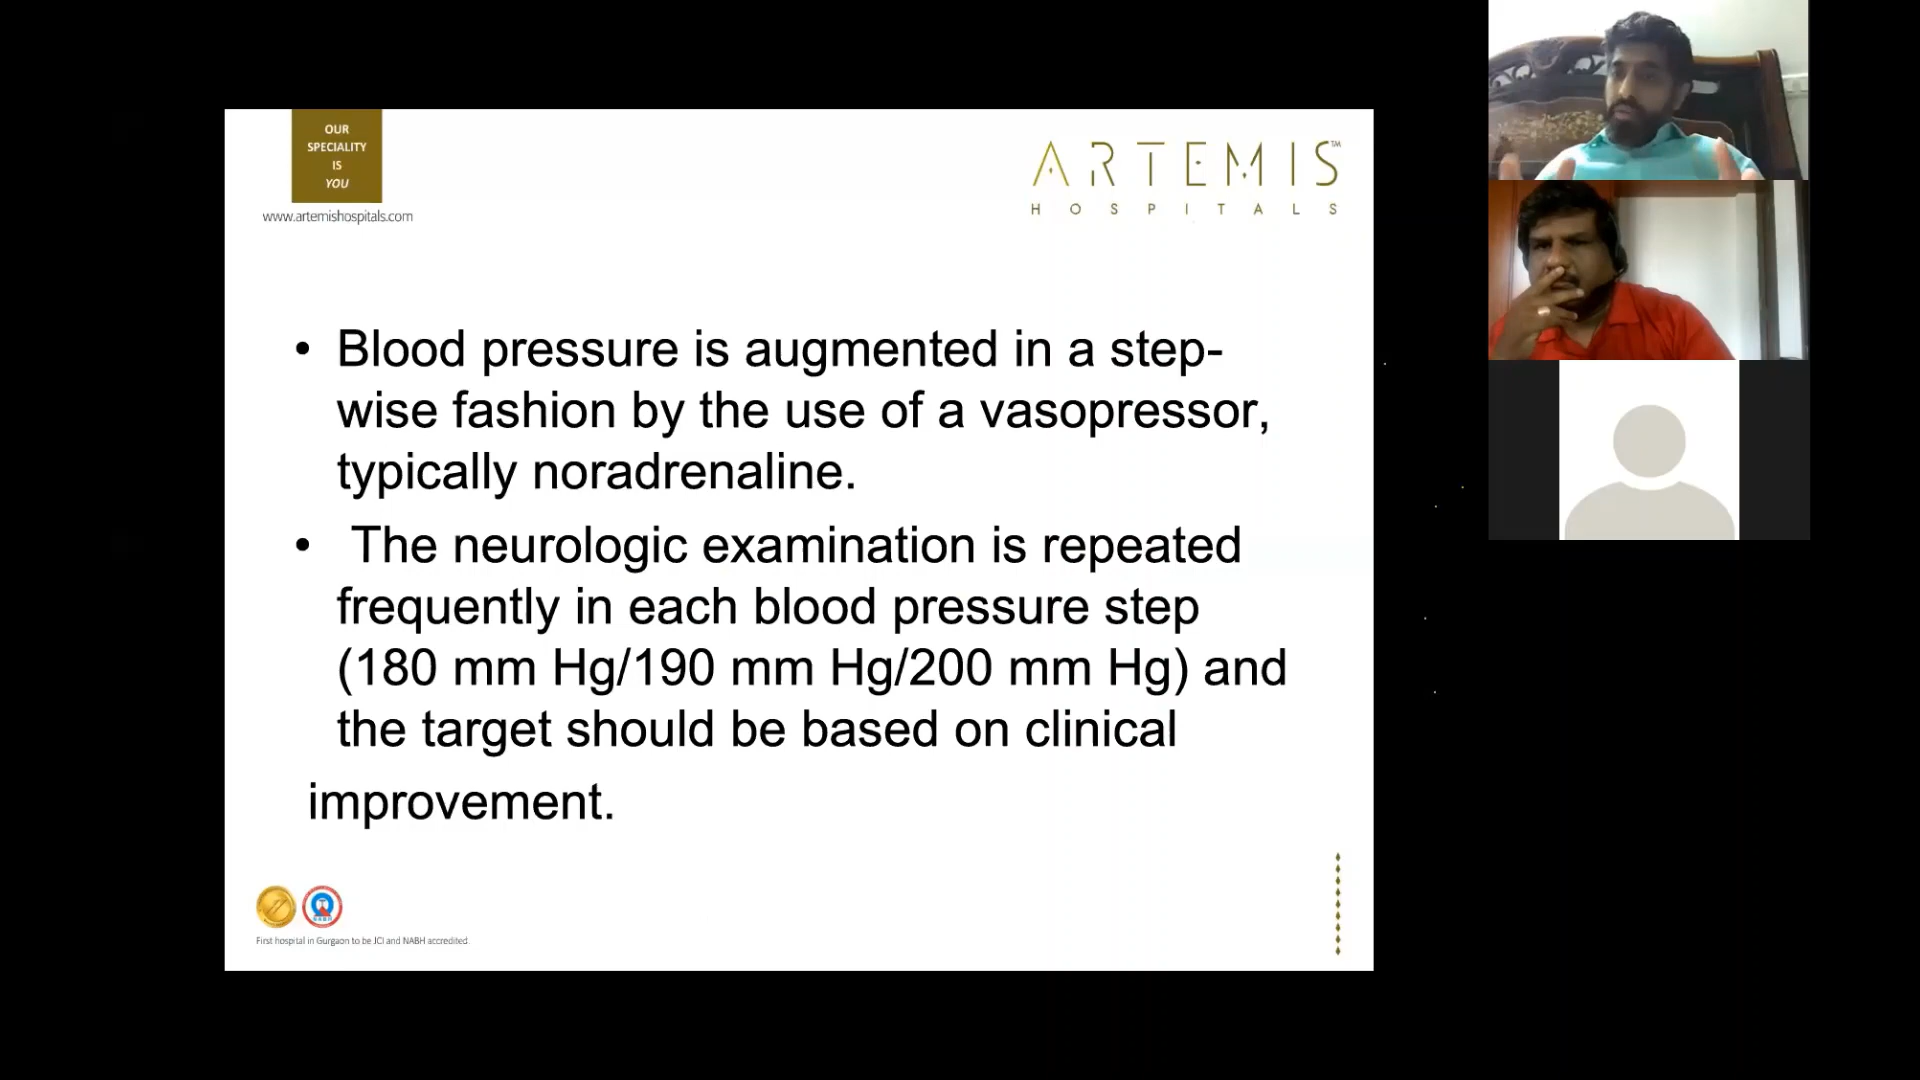 OUR
SPECIALITY
IS
YOU
www.artemishospitals.com
ARTEMIS™
HOSPITALS
• Blood pressure is augmented in a step-
wise fashion by the use of a vasopressor,
typically noradrenaline.
• The neurologic examination is repeated
frequently in each blood pressure step
(180 mm Hg/190 mm Hg/200 mm Hg) and
the target should be based on clinical
improvement.
First hospital in Gurgaon to be JCI and NABH accredited.